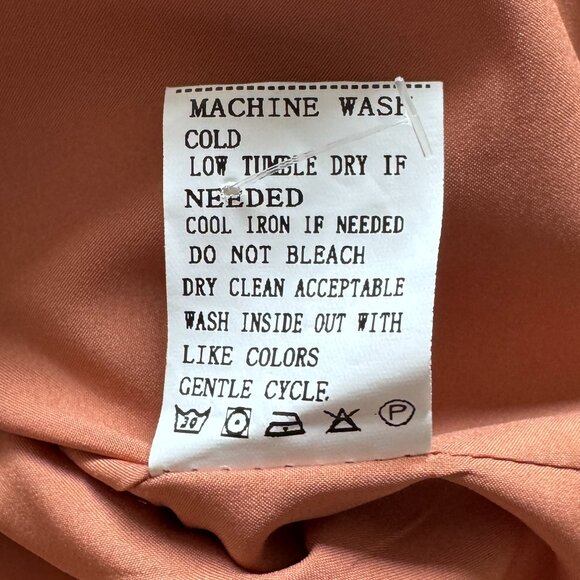 MACHINE WASH
COLD
LOW TUMBLE DRY IF
NEEDED
COOL IRON IF NEEDED
DO NOT BLEACH
DRY CLEAN ACCEPTABLE
WASH INSIDE OUT WITH
LIKE COLORS
GENTLE CYCLE.
30 P